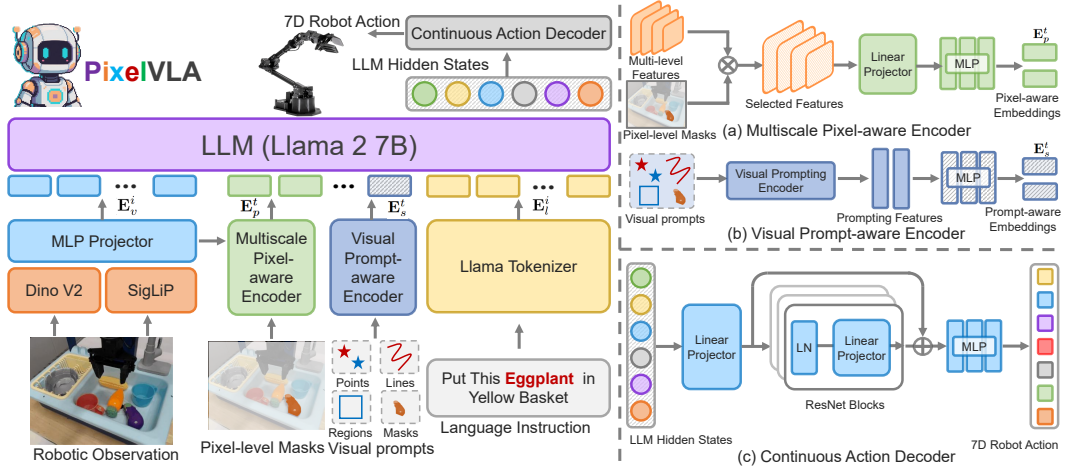 PixelVLA
7D Robot Action
Continuous Action Decoder
LLM Hidden States
LLM (Llama 2 7B)
E_v^i
E_p^t
E_s^t
E_l^i
MLP Projector
Multiscale
Pixel-
aware
Encoder
Visual
Prompt-
aware
Encoder
Llama Tokenizer
Dino V2
SigLiP
Points
Lines
Regions
Masks
Put This Eggplant in
Yellow Basket
Robotic Observation
Pixel-level Masks
Visual prompts
Language Instruction
Multi-level
Features
Pixel-level Masks
Selected Features
Linear
Projector
MLP
E_p^t
Pixel-aware
Embeddings
(a) Multiscale Pixel-aware Encoder
Visual prompts
Visual Prompting
Encoder
Prompting Features
MLP
E_s^t
Prompt-aware
Embeddings
(b) Visual Prompt-aware Encoder
LLM Hidden States
Linear
Projector
LN
Linear
Projector
ResNet Blocks
MLP
7D Robot Action
(c) Continuous Action Decoder